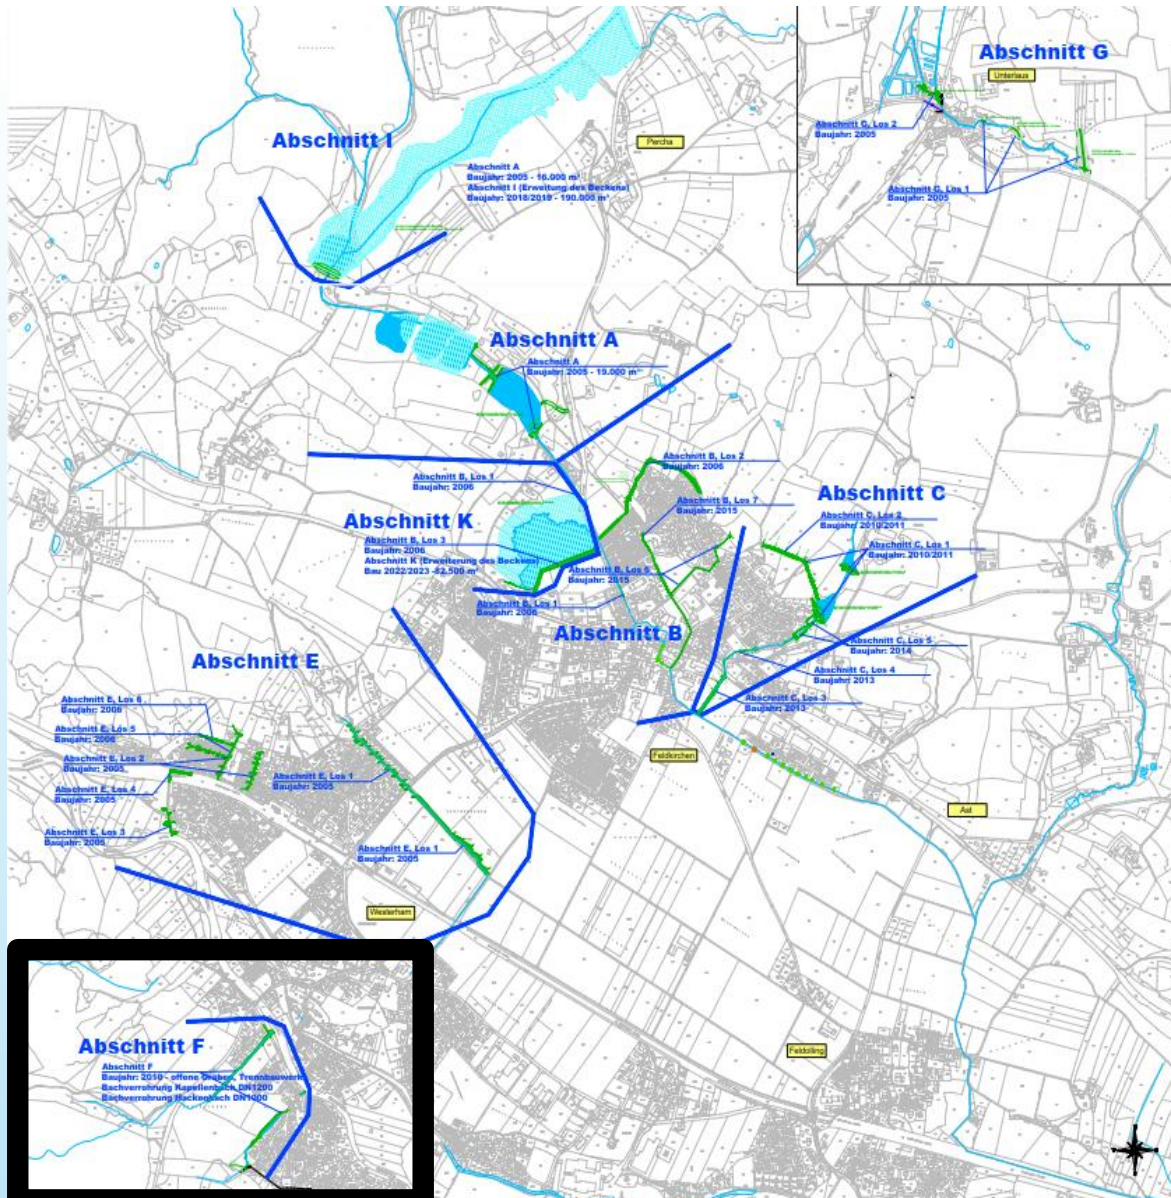 Abschnitt G
Unterlaus
Abschnitt G, Los 2
Baujahr: 2005
Abschnitt G, Los 1
Baujahr: 2005
Abschnitt I
Percha
Abschnitt A
Baujahr: 2005 - 16.000 m³
Abschnitt I (Erweitung des Beckens)
Baujahr: 2018/2019 - 190.000 m³
Abschnitt A
Abschnitt A
Baujahr: 2005 - 19.000 m³
Abschnitt B, Los 2
Baujahr: 2006
Abschnitt B, Los 1
Baujahr: 2006
Abschnitt B, Los 7
Baujahr: 2015
Abschnitt C
Abschnitt C, Los 2
Baujahr: 2010/2011
Abschnitt C, Los 1
Baujahr: 2010/2011
Abschnitt K
Abschnitt B, Los 3
Baujahr: 2006
Abschnitt K (Erweiterung des Beckens)
Bau 2022/2023 -82.500 m³
Abschnitt B, Los 6
Baujahr: 2015
Abschnitt B, Los 1
Baujahr: 2006
Abschnitt B
Abschnitt C, Los 5
Baujahr: 2014
Abschnitt C, Los 4
Baujahr: 2013
Abschnitt C, Los 3
Baujahr: 2013
Abschnitt E
Abschnitt E, Los 6
Baujahr: 2006
Abschnitt E, Los 5
Baujahr: 2006
Abschnitt E, Los 2
Baujahr: 2005
Abschnitt E, Los 4
Baujahr: 2005
Abschnitt E, Los 3
Baujahr: 2005
Abschnitt E, Los 1
Baujahr: 2005
Abschnitt E, Los 1
Baujahr: 2005
Feldkirchen
Ast
Westerham
Feldolling
Abschnitt F
Abschnitt F
Baujahr: 2010 - offene Gräben, Trennbauwerk
Bachverrohrung Kapellenbach DN1200
Bachverrohrung Hackenbach DN1000